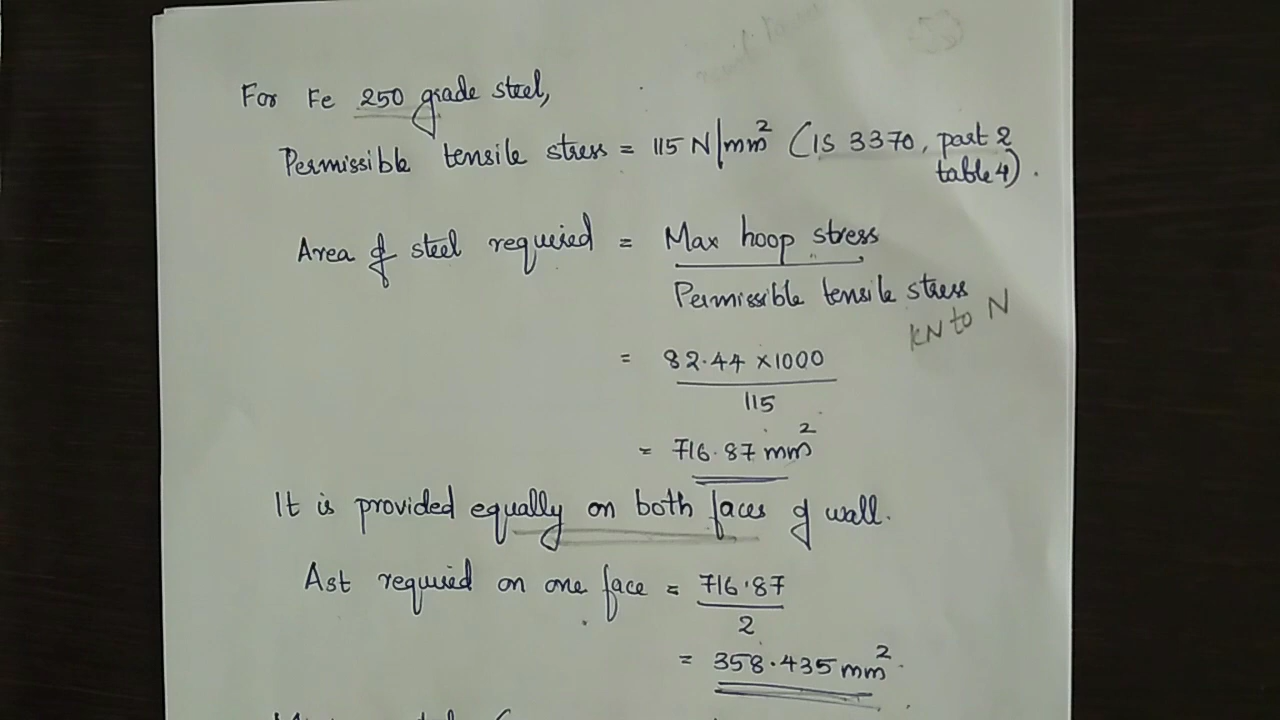 For Fe 250 grade steel,
Permissible tensile stress = 115 N/mm² (IS 3370, part 2
table 4).
Area of steel required = Max hoop stress
Permissible tensile stress
KN to N
= 82.44 x1000
115
= 716.87 mm²
It is provided equally on both faces of wall.
Ast required on one face = 716.87
2
= 358.435 mm².